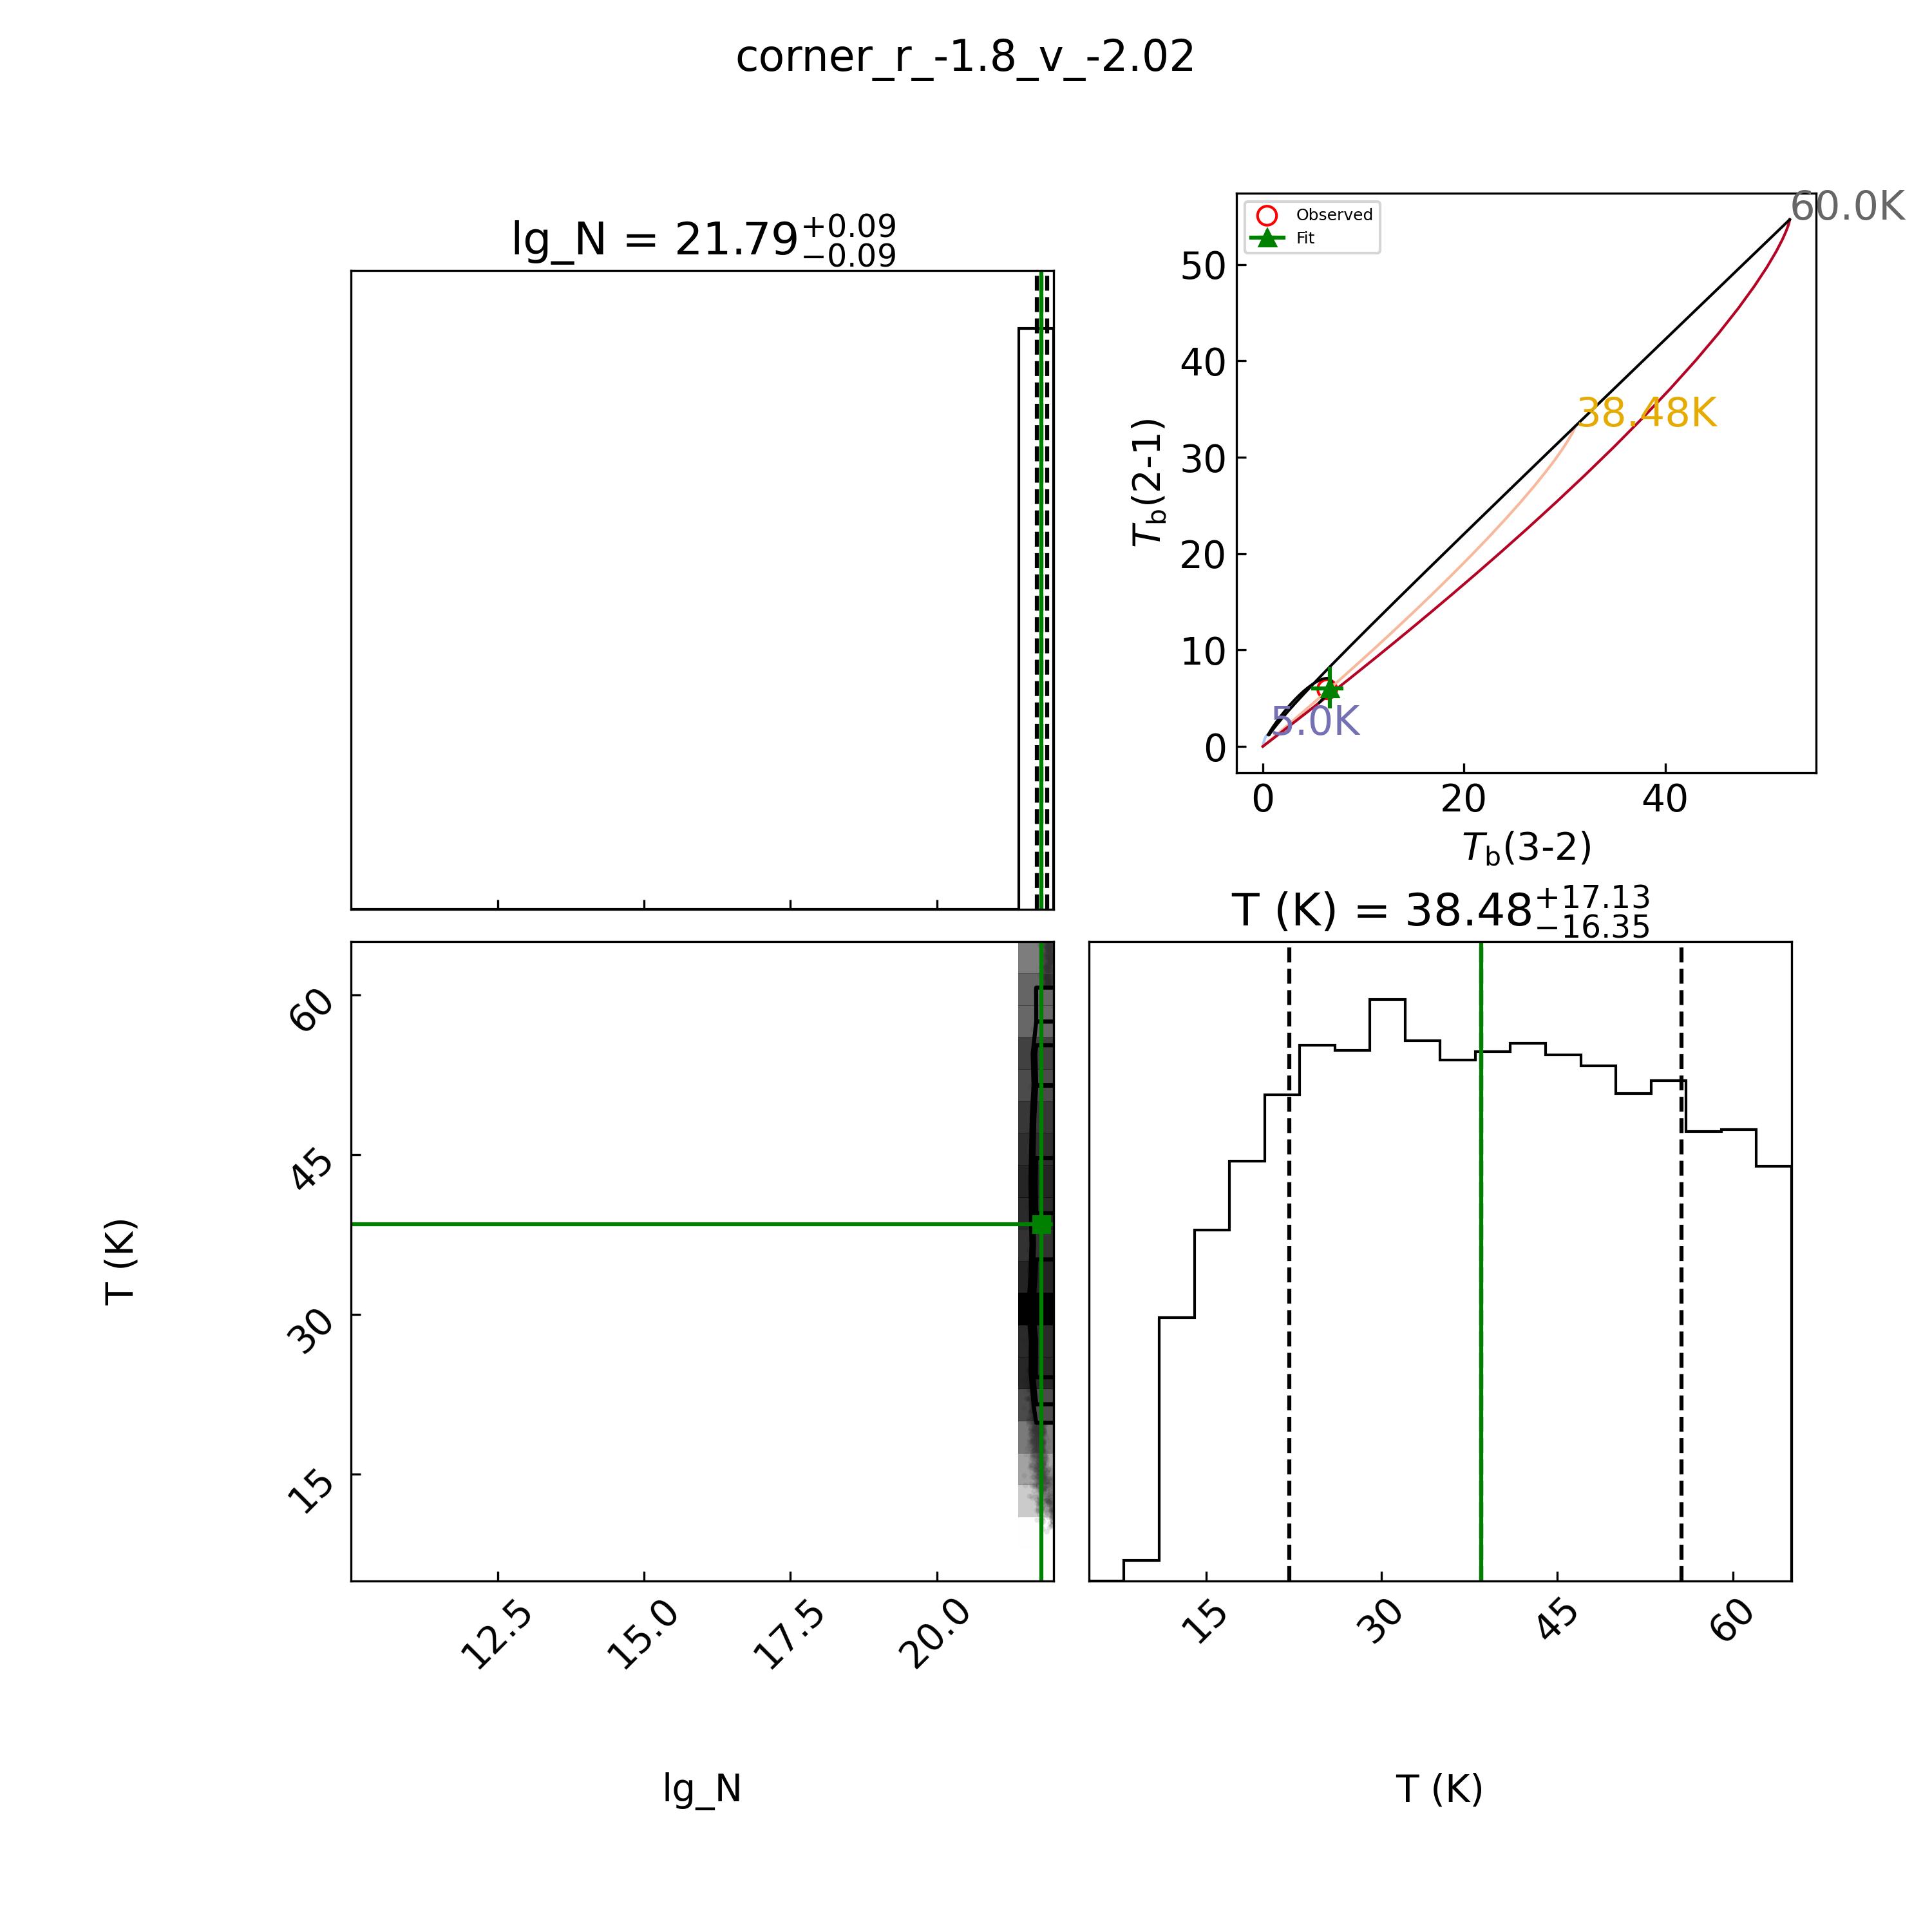 corner_r_-1.8_v_-2.02
lg_N = 21.79+0.09−0.09
60.0K
Observed
Fit
50
40
38.48K
30
20
10
5.0K
0
Tb(2-1)
0 20 40
Tb(3-2)
T (K) = 38.48+17.13−16.35
60
45
30
15
T (K)
12.5 15.0 17.5 20.0
15 30 45 60
lg_N
T (K)